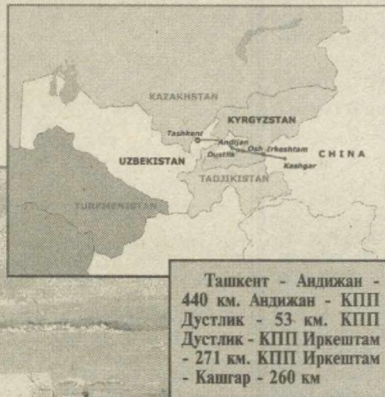 KAZAKHSTAN
KYRGYZSTAN
Tashkent
Andijan
Osh Irkeshtam
Dustlik
CHINA
UZBEKISTAN
Kashgar
TADJIKISTAN
TURKMENISTAN
Ташкент - Андижан -
440 км. Андижан - КПП
Дустлик - 53 км. КПП
Дустлик - КПП Иркештам
- 271 км. КПП Иркештам
- Кашгар - 260 км